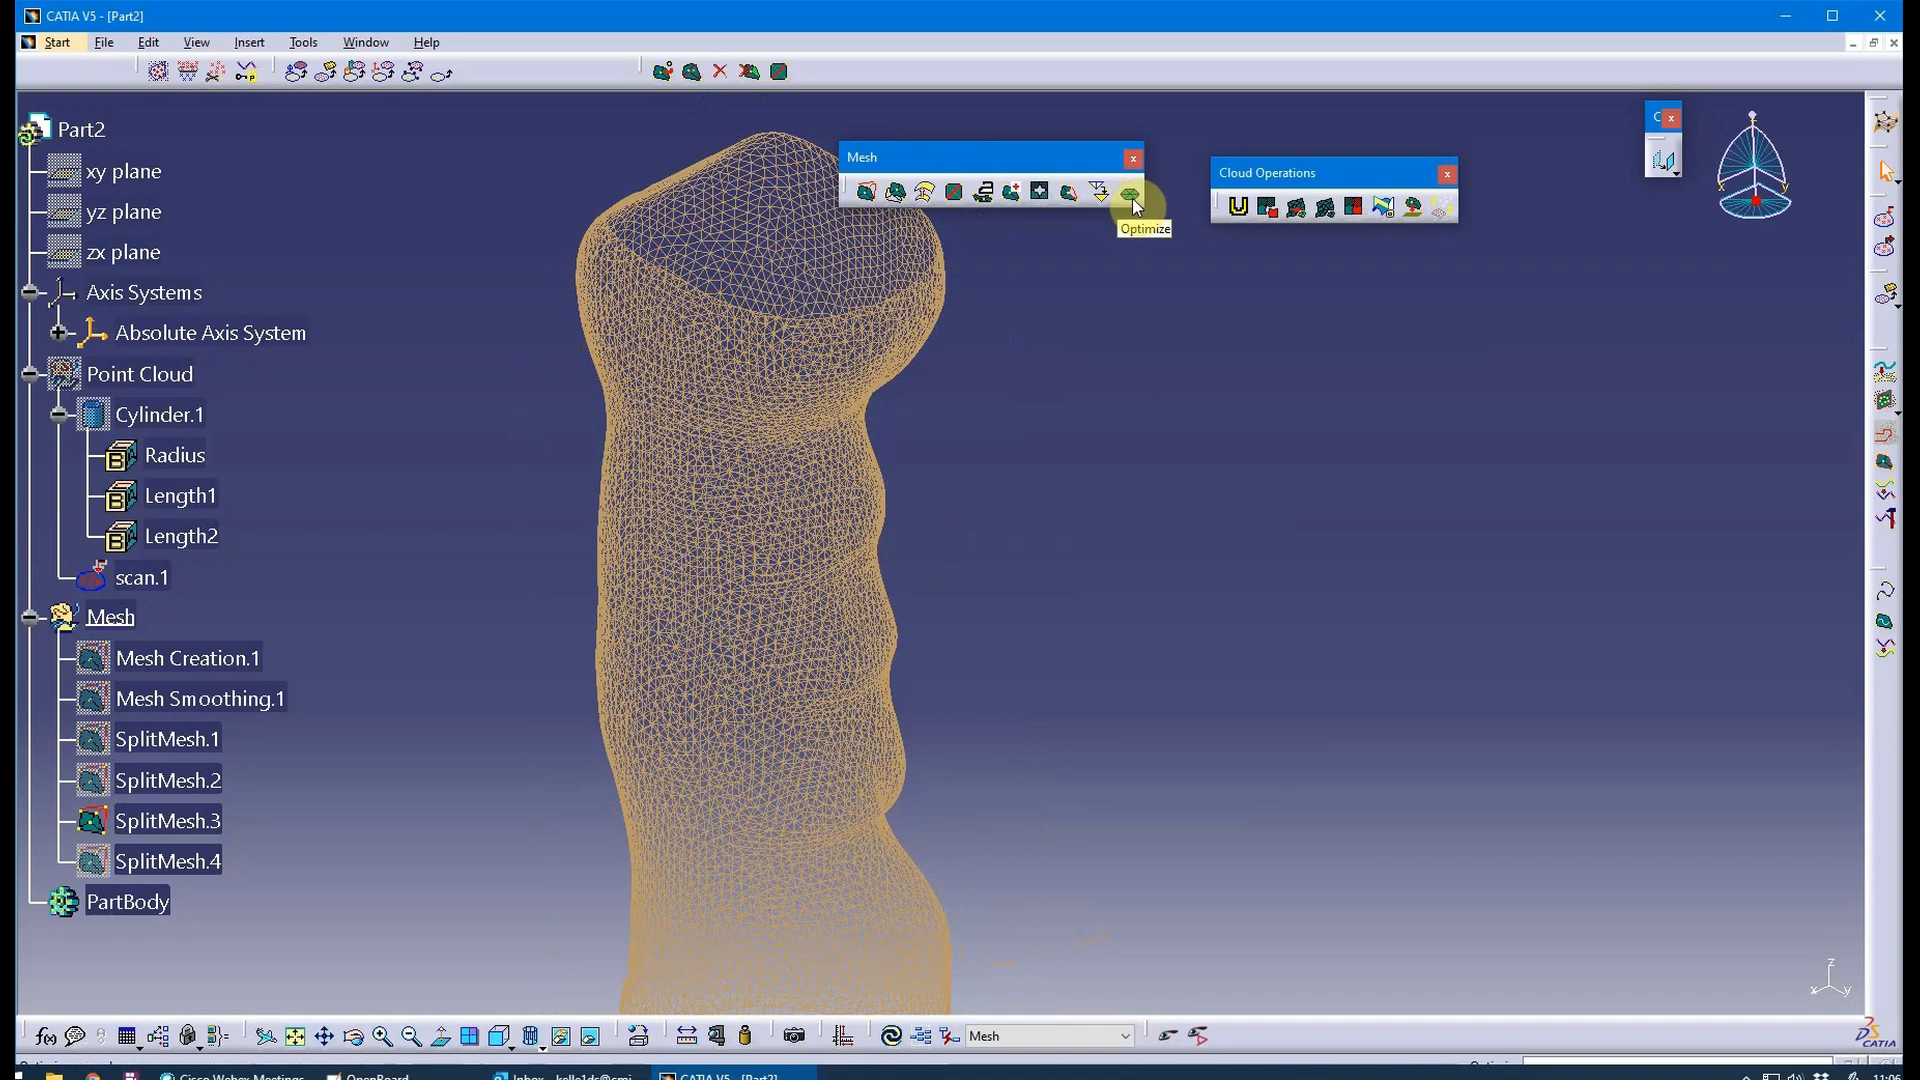 CATIA V5 - [Part2]
Start File Edit View Insert Tools Window Help
Part2
xy plane
yz plane
zx plane
Axis Systems
Absolute Axis System
Point Cloud
Cylinder.1
Radius
Length1
Length2
scan.1
Mesh
Mesh Creation.1
Mesh Smoothing.1
SplitMesh.1
SplitMesh.2
SplitMesh.3
SplitMesh.4
PartBody
Mesh
Optimize
Cloud Operations
C
z
x y
z
x y
f(x)
Mesh
CATIA
Cisco Webex Meetings OpenBoard CATIA V5 - [Part2] 11:06